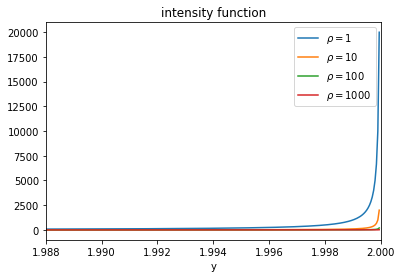 intensity function
20000
17500
15000
12500
10000
7500
5000
2500
0
ρ = 1
ρ = 10
ρ = 100
ρ = 1000
1.988 1.990 1.992 1.994 1.996 1.998 2.000
y